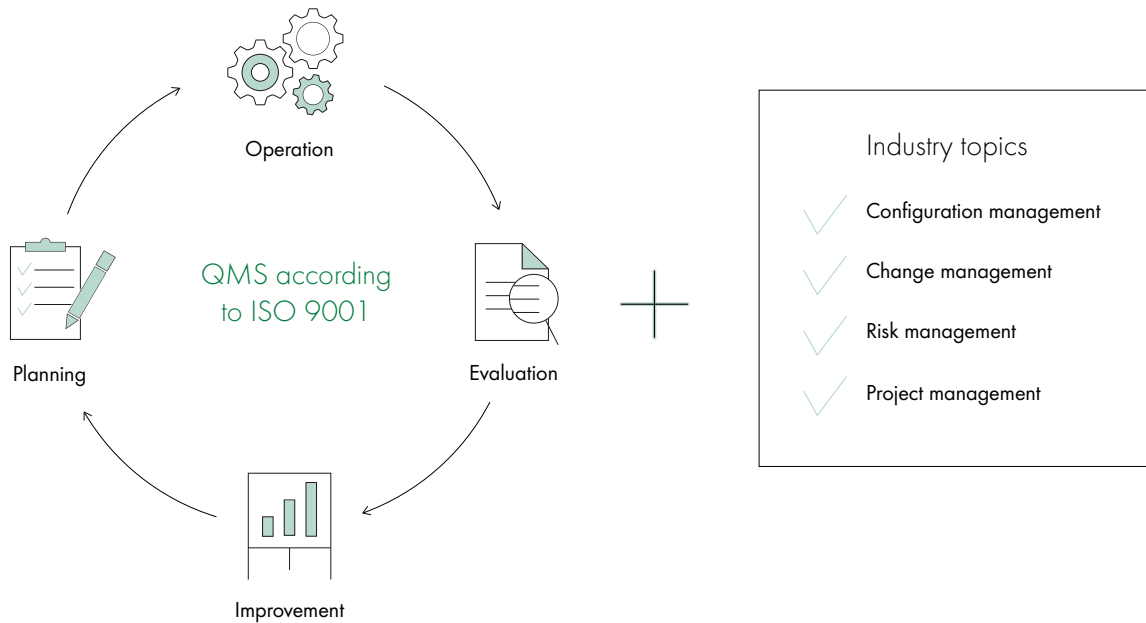 Operation
QMS according
to ISO 9001
Planning
Evaluation
Improvement
Industry topics
Configuration management
Change management
Risk management
Project management